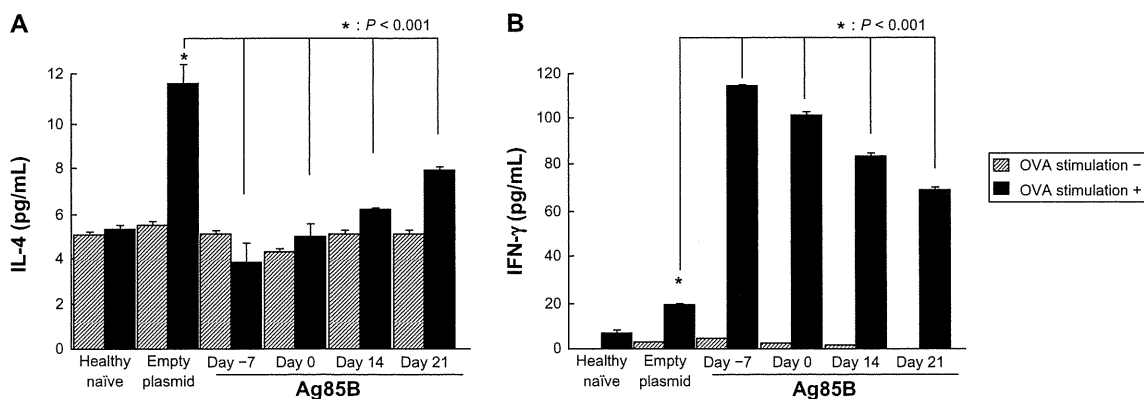 A
* : P < 0.001
*
IL-4 (pg/mL)
12
10
8
6
4
2
0
Healthy naïve
Empty plasmid
Day −7
Day 0
Day 14
Day 21
Ag85B
B
* : P < 0.001
*
IFN-γ (pg/mL)
120
100
80
60
40
20
0
Healthy naïve
Empty plasmid
Day −7
Day 0
Day 14
Day 21
Ag85B
OVA stimulation −
OVA stimulation +